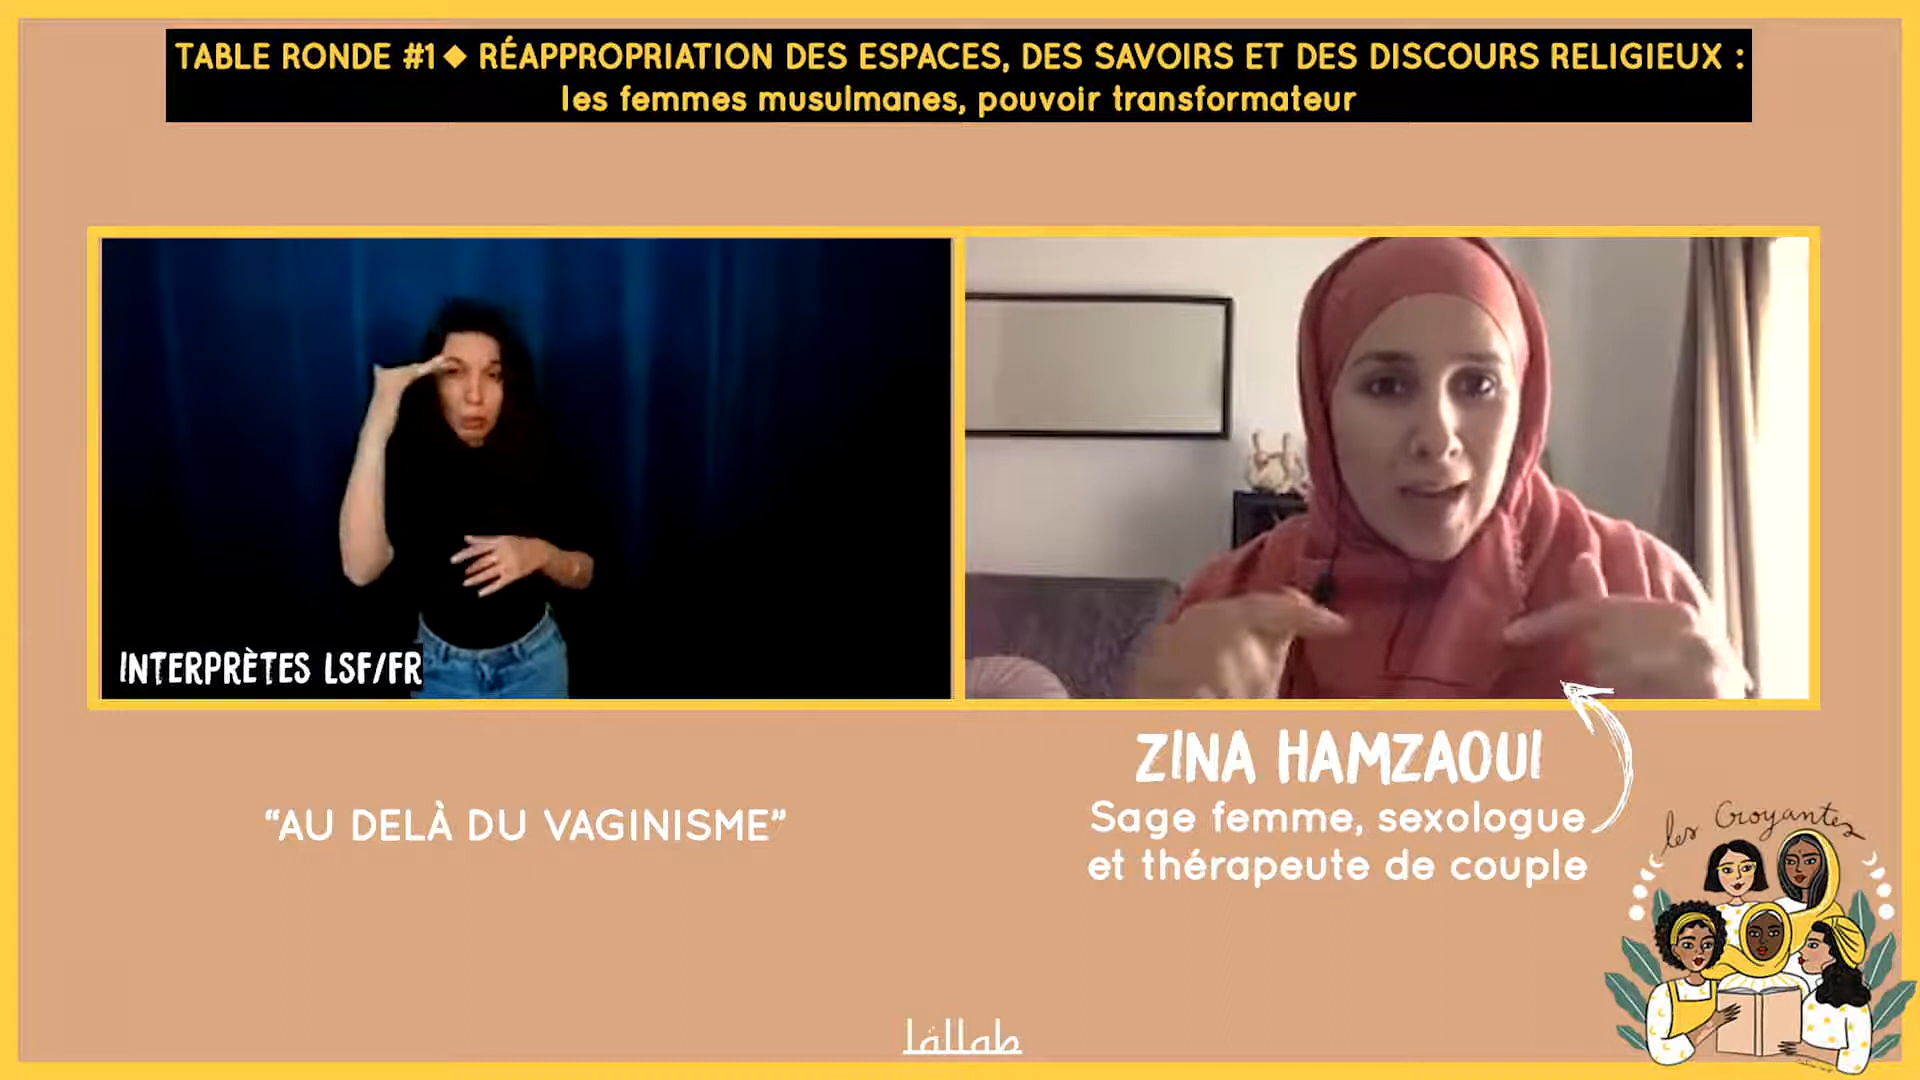 TABLE RONDE #1 ◆ RÉAPPROPRIATION DES ESPACES, DES SAVOIRS ET DES DISCOURS RELIGIEUX :
les femmes musulmanes, pouvoir transformateur
INTERPRÈTES LSF/FR
ZINA HAMZAOUI
Sage femme, sexologue
et thérapeute de couple
“AU DELÀ DU VAGINISME”
les Croyantes
lallab